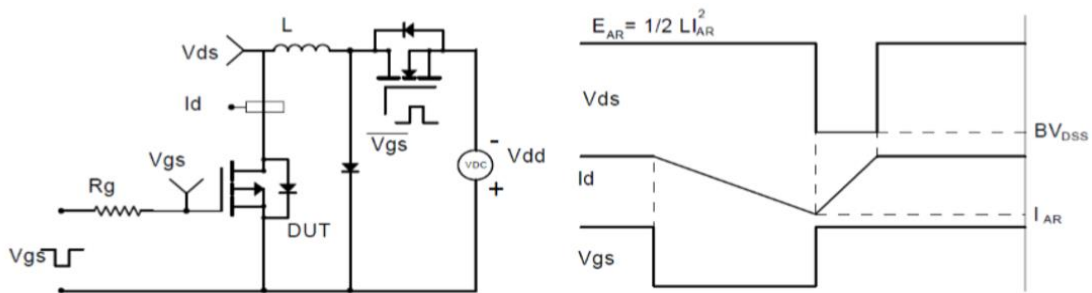 L
Vds
Id
Vgs
Vgs
Rg
DUT
Vgs
VDC
-
+
Vdd
E_AR = 1/2 LI_AR^2
Vds
BV_DSS
Id
I_AR
Vgs